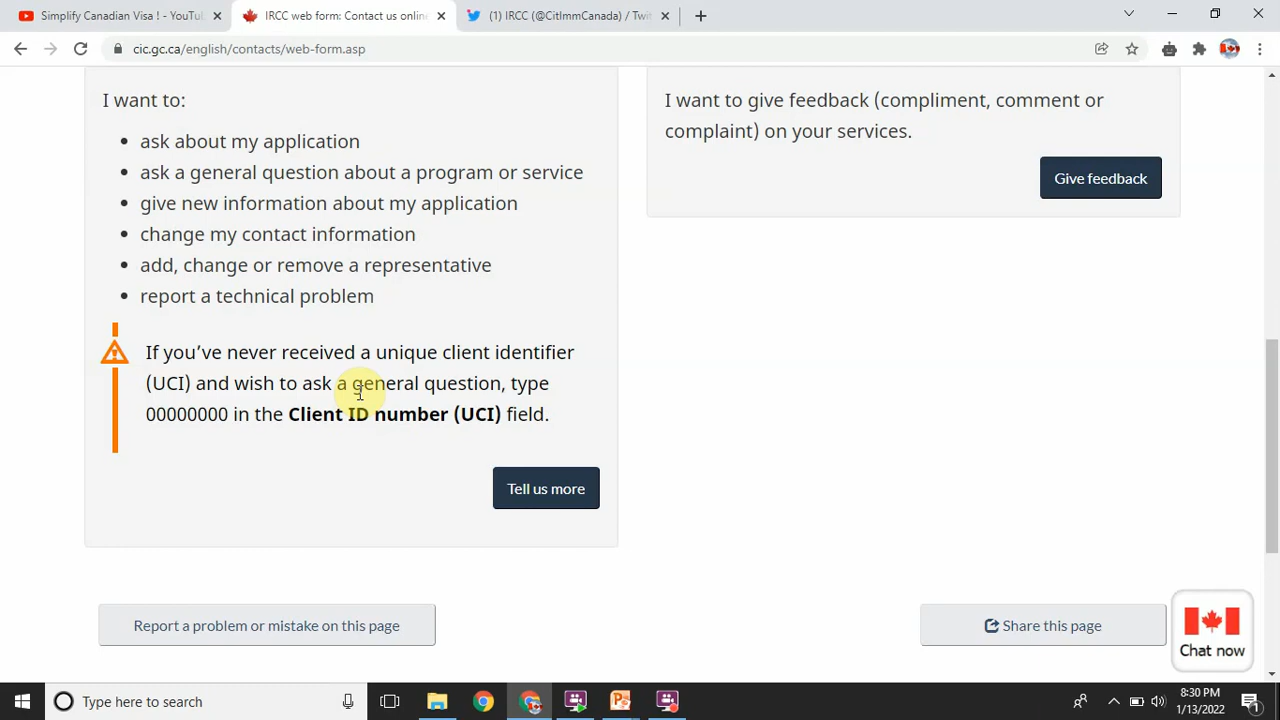 Simplify Canadian Visa ! - YouTu
IRCC web form: Contact us onlin
(1) IRCC (@CitImmCanada) / Twit
cic.gc.ca/english/contacts/web-form.asp
I want to:
ask about my application
ask a general question about a program or service
give new information about my application
change my contact information
add, change or remove a representative
report a technical problem
If you’ve never received a unique client identifier
(UCI) and wish to ask a general question, type
00000000 in the Client ID number (UCI) field.
Tell us more
I want to give feedback (compliment, comment or
complaint) on your services.
Give feedback
Report a problem or mistake on this page
Share this page
Chat now
Type here to search
8:30 PM
1/13/2022
1